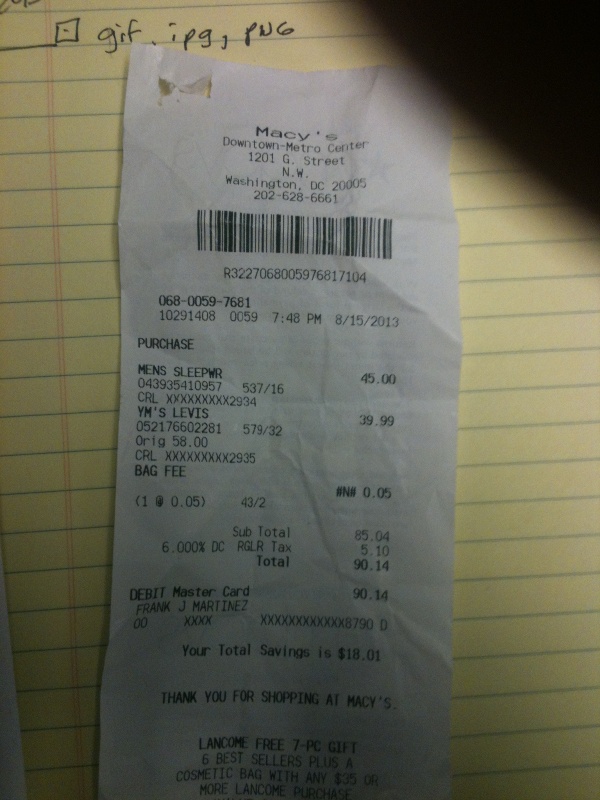 gif, jpg, PNG
Macy's
Downtown-Metro Center
1201 G. Street
N.W.
Washington, DC 20005
202-628-6661
R3227068005976817104
068-0059-7681
10291408 0059 7:48 PM 8/15/2013
PURCHASE
MENS SLEEPWR
043935410957 537/16 45.00
CRL XXXXXXXXX2934
YM'S LEVIS
052176602281 579/32 39.99
Orig 58.00
CRL XXXXXXXXX2935
BAG FEE
(1 @ 0.05) 43/2 #N# 0.05
Sub Total 85.04
6.000% DC RGLR Tax 5.10
Total 90.14
DEBIT Master Card 90.14
FRANK J MARTINEZ XXXXXXXXXXXX8790 D
00 XXXX
Your Total Savings is $18.01
THANK YOU FOR SHOPPING AT MACY'S.
LANCOME FREE 7-PC GIFT
6 BEST SELLERS PLUS A
COSMETIC BAG WITH ANY $35 OR
MORE LANCOME PURCHASE